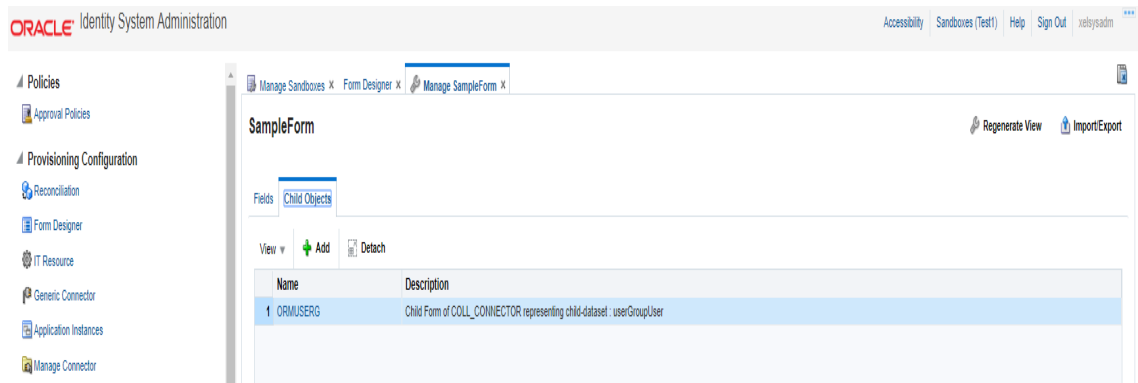 ORACLE Identity System Administration
Accessibility Sandboxes (Test1) Help Sign Out xelsysadm
Policies
Approval Policies
Provisioning Configuration
Reconciliation
Form Designer
IT Resource
Generic Connector
Application Instances
Manage Connector
Manage Sandboxes x Form Designer x Manage SampleForm x
SampleForm
Regenerate View Import/Export
Fields Child Objects
View Add Detach
Name Description
1 ORMUSERG Child Form of COLL_CONNECTOR representing child-dataset : userGroupUser